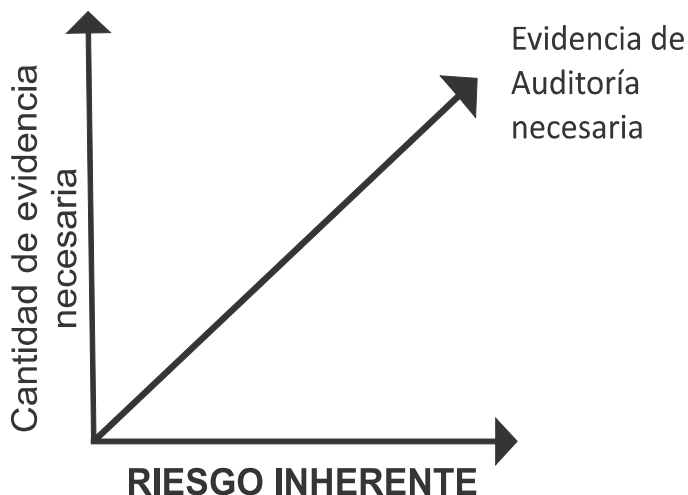 Evidencia de
Auditoría
necesaria
Cantidad de evidencia
necesaria
RIESGO INHERENTE